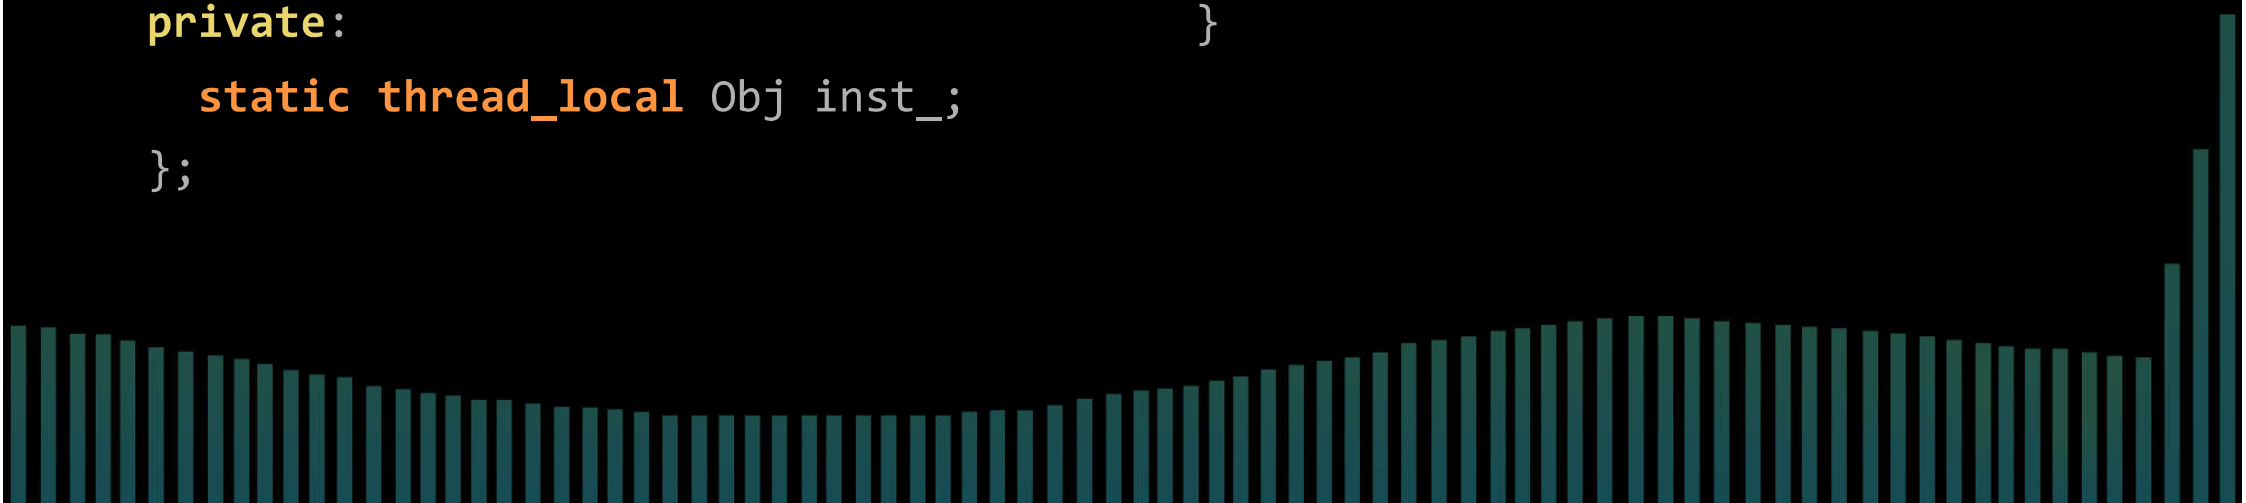 private:
static thread_local Obj inst_;
};
}